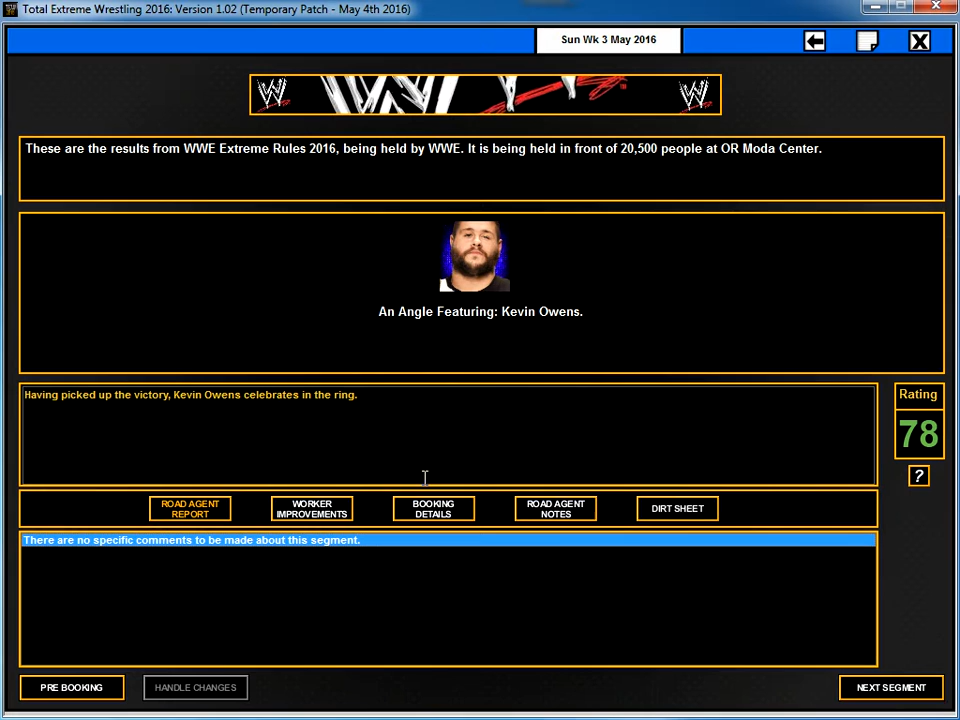 Total Extreme Wrestling 2016: Version 1.02 (Temporary Patch - May 4th 2016)
Sun Wk 3 May 2016
These are the results from WWE Extreme Rules 2016, being held by WWE. It is being held in front of 20,500 people at OR Moda Center.
An Angle Featuring: Kevin Owens.
Having picked up the victory, Kevin Owens celebrates in the ring.
Rating
78
?
ROAD AGENT REPORT
WORKER IMPROVEMENTS
BOOKING DETAILS
ROAD AGENT NOTES
DIRT SHEET
There are no specific comments to be made about this segment.
PRE BOOKING
HANDLE CHANGES
NEXT SEGMENT